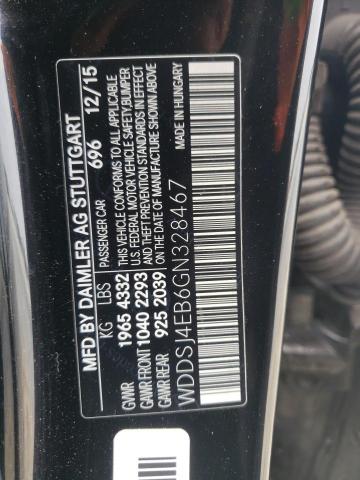 MFD BY DAIMLER AG STUTTGART
PASSENGER CAR 696 12/15
KG LBS
GVWR 1965 4332
GAWR FRONT 1040 2293
GAWR REAR 925 2039
THIS VEHICLE CONFORMS TO ALL APPLICABLE
U.S. FEDERAL MOTOR VEHICLE SAFETY,BUMPER
AND THEFT PREVENTION STANDARDS IN EFFECT
ON THE DATE OF MANUFACTURE SHOWN ABOVE
WDDSJ4EB6GN328467
MADE IN HUNGARY